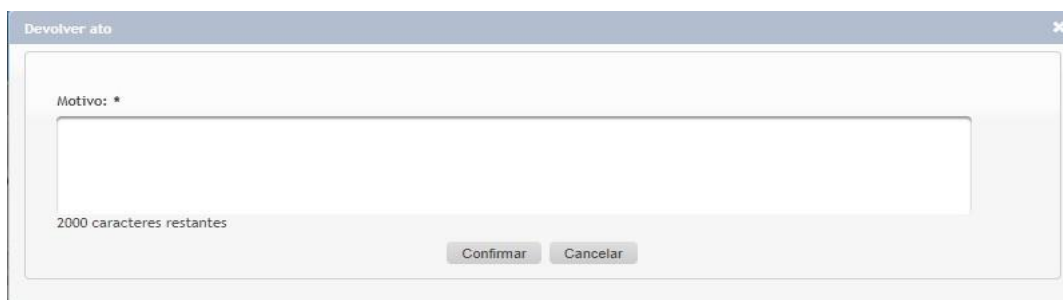 Devolver ato
Motivo: *
2000 caracteres restantes
Confirmar Cancelar